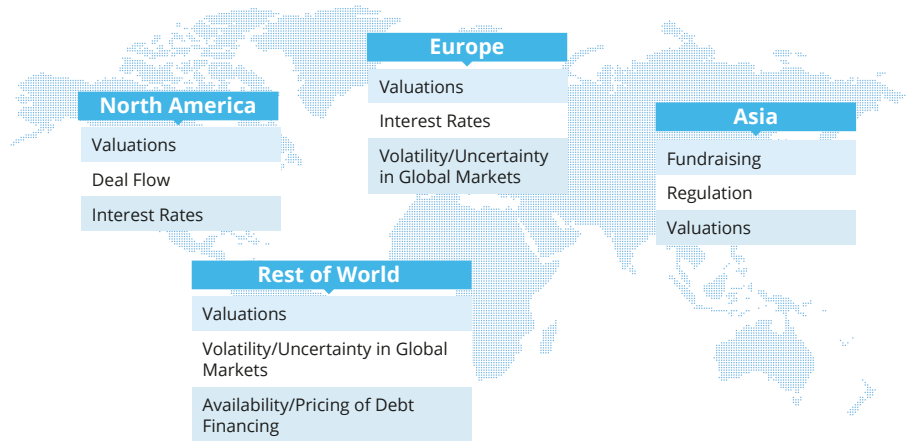 Europe
Valuations
Interest Rates
Volatility/Uncertainty
in Global Markets
North America
Valuations
Deal Flow
Interest Rates
Asia
Fundraising
Regulation
Valuations
Rest of World
Valuations
Volatility/Uncertainty in Global
Markets
Availability/Pricing of Debt
Financing